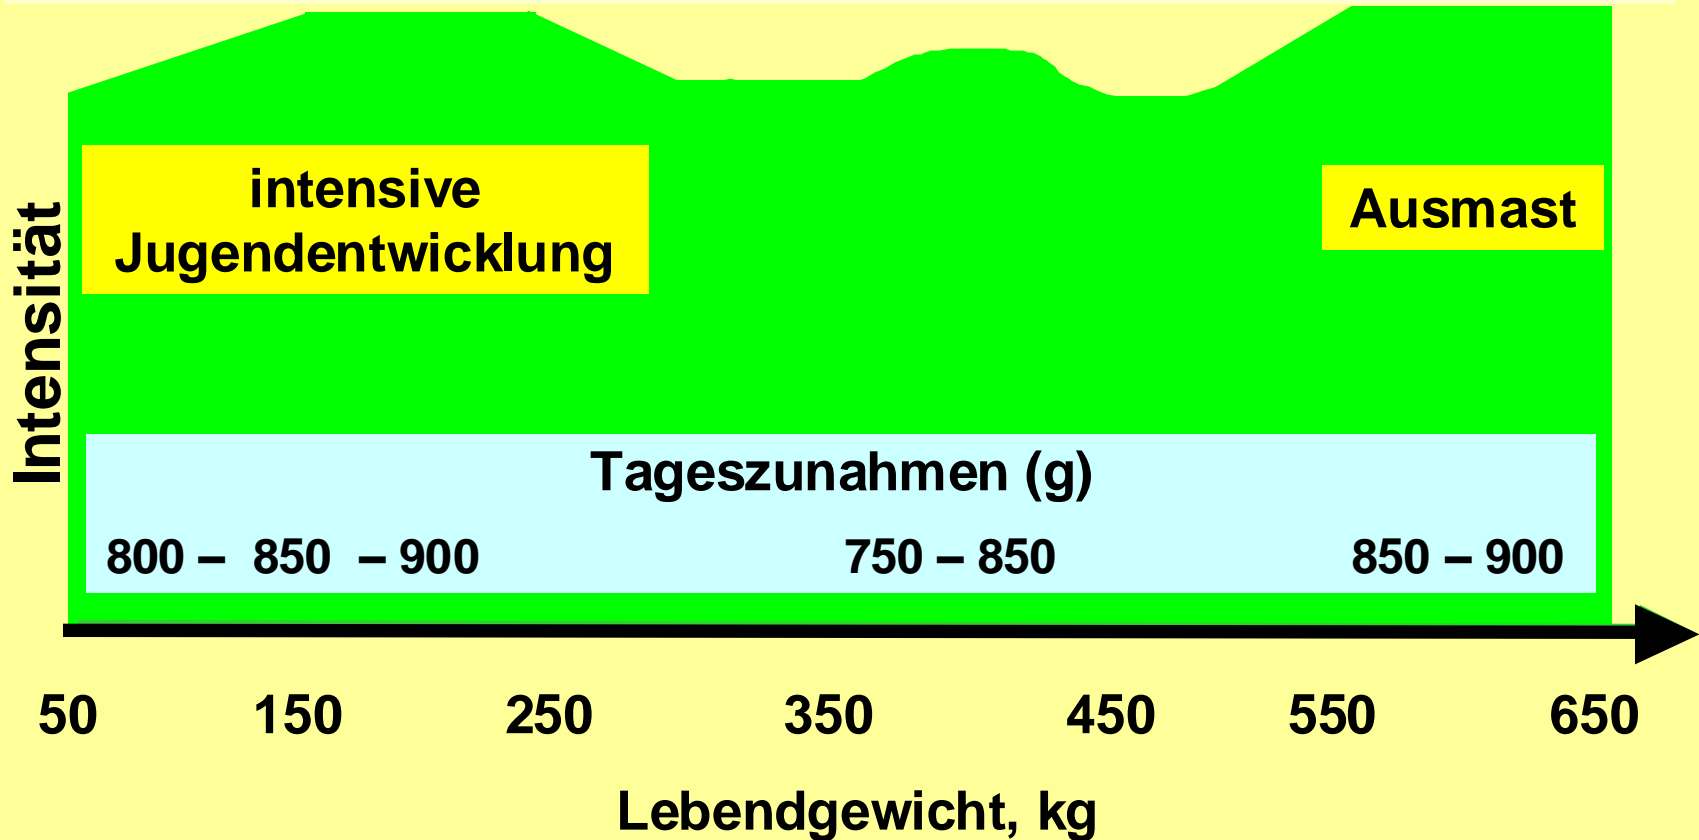 intensive
Jugendentwicklung
Ausmast
Intensität
Tageszunahmen (g)
800 – 850 – 900 750 – 850 850 – 900
50 150 250 350 450 550 650
Lebendgewicht, kg